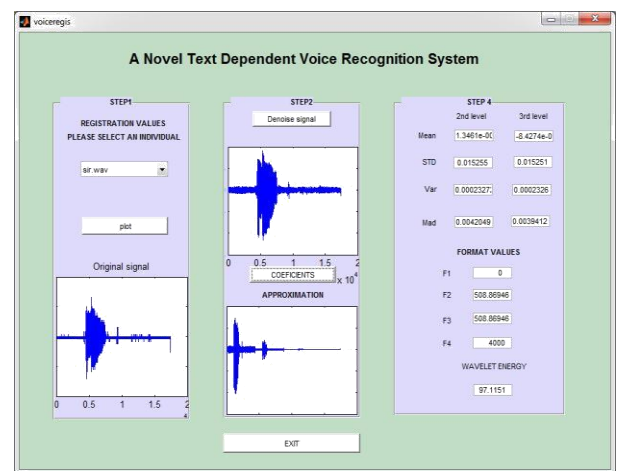 voiceregis
A Novel Text Dependent Voice Recognition System
STEP1
REGISTRATION VALUES
PLEASE SELECT AN INDIVIDUAL
sir.wav
plot
Original signal
0 0.5 1 1.5 2
4
STEP2
Denoise signal
0 0.5 1 1.5 2
COEFICIENTS
x 10^4
APPROXIMATION
EXIT
STEP 4
2nd level 3rd level
Mean 1.3461e-00 -8.4274e-0
STD 0.015255 0.015251
Var 0.0002327 0.0002326
Mad 0.0042049 0.0039412
FORMAT VALUES
F1 0
F2 508.86946
F3 508.86946
F4 4000
WAVELET ENERGY
97.1151